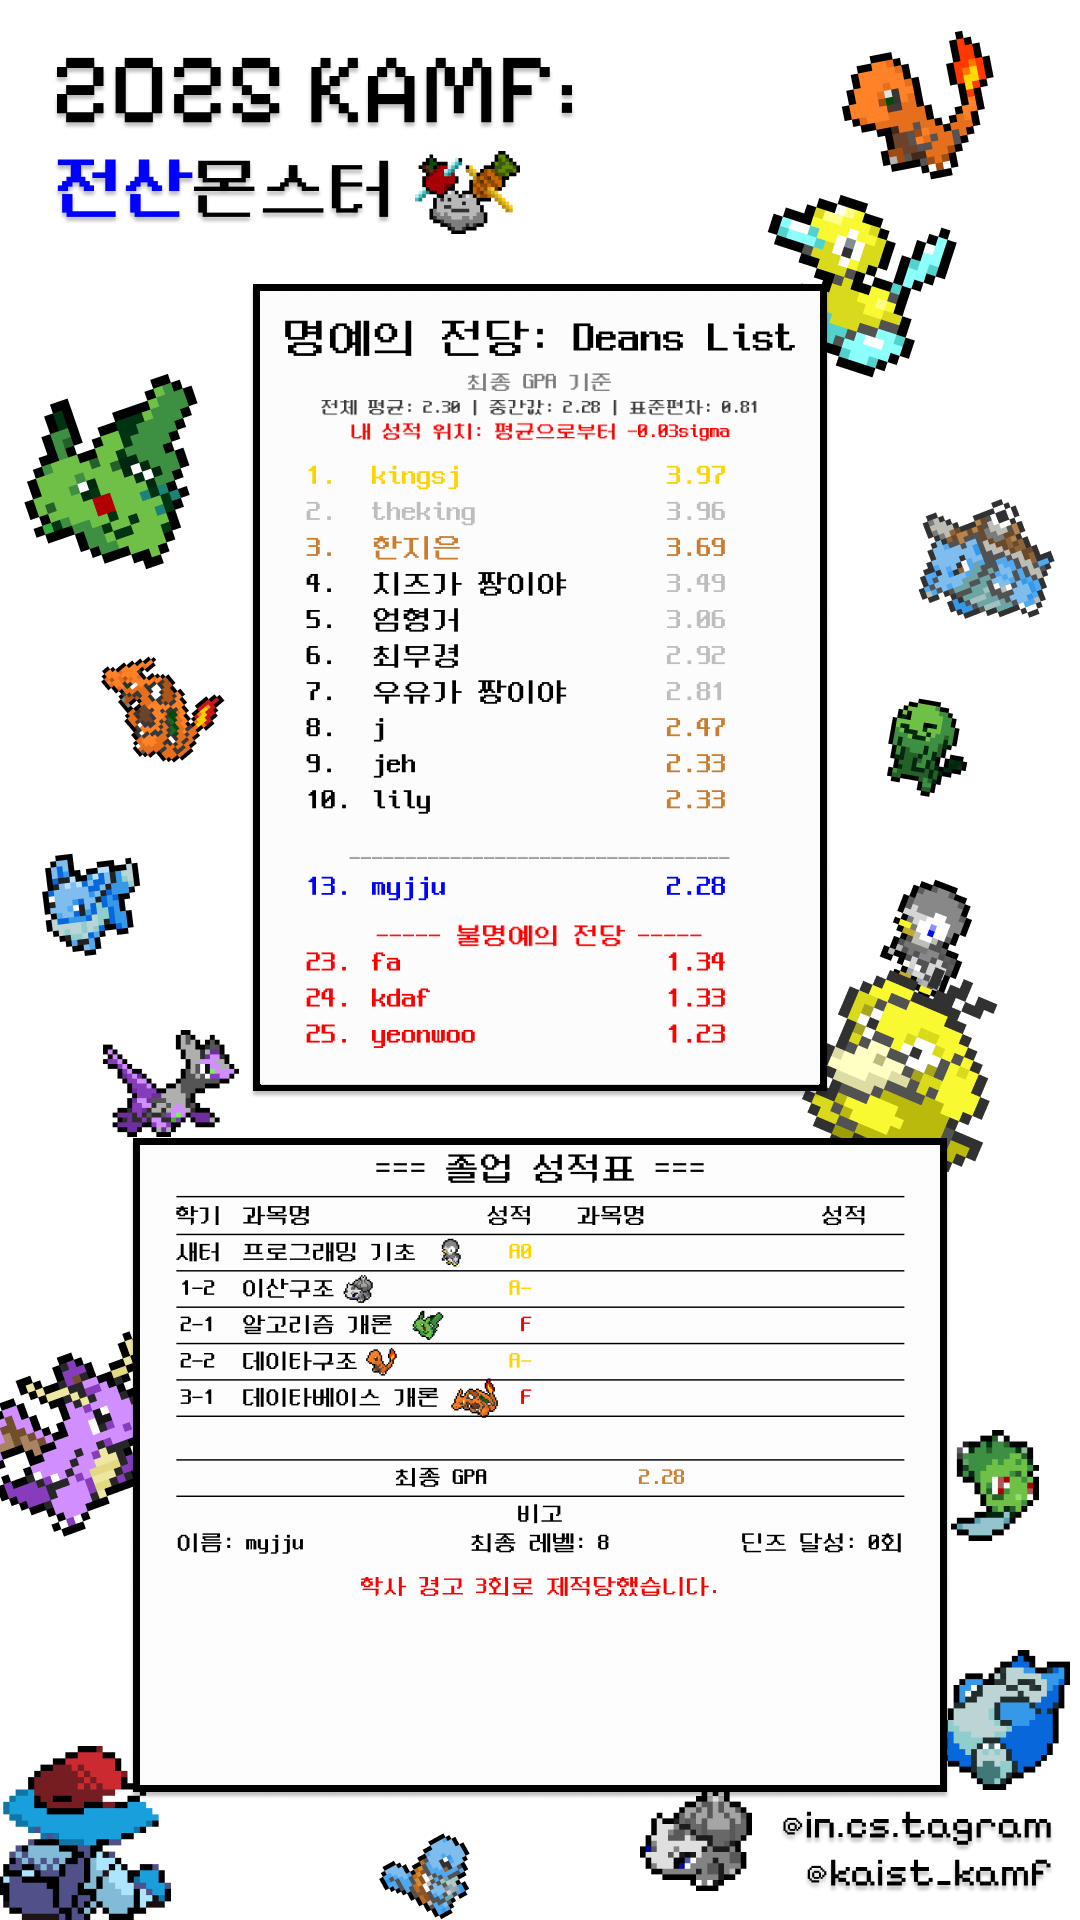 2025 KAMF:
전산몬스터
명예의 전당: Deans List
최종 GPA 기준
전체 평균: 2.30 | 중간값: 2.28 | 표준편차: 0.81
내 성적 위치: 평균으로부터 -0.03sigma
1. kingsj 3.97
2. theking 3.96
3. 한지은 3.69
4. 치즈가 짱이야 3.49
5. 엄형거 3.06
6. 최무경 2.92
7. 우유가 짱이야 2.81
8. j 2.47
9. jeh 2.33
10. lily 2.33
13. myjju 2.28
----- 불명예의 전당 -----
23. fa 1.34
24. kdaf 1.33
25. yeonwoo 1.23
=== 졸업 성적표 ===
학기 과목명 성적 과목명 성적
새터 프로그래밍 기초 A0
1-2 이산구조 A-
2-1 알고리즘 개론 F
2-2 데이타구조 A-
3-1 데이타베이스 개론 F
최종 GPA 2.28
비고
이름: myjju 최종 레벨: 8 딘즈 달성: 0회
학사 경고 3회로 제적당했습니다.
@in.cs.tagram
@kaist_kamf